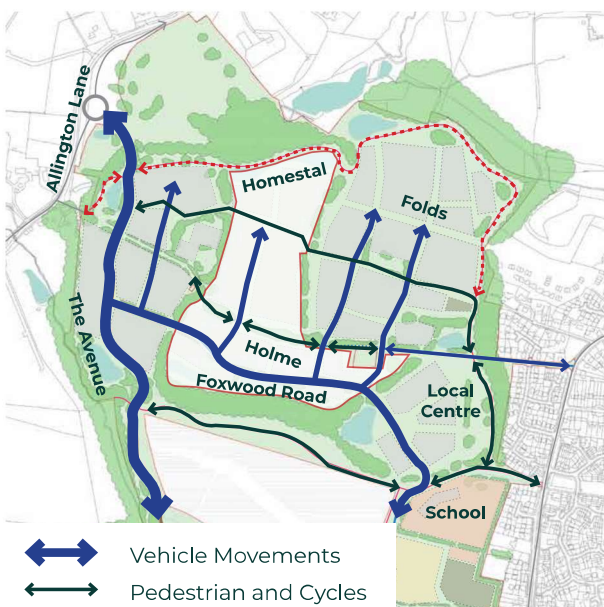 Allington Lane
Homestal
Folds
The Avenue
Holme
Foxwood Road
Local
Centre
School
Vehicle Movements
Pedestrian and Cycles